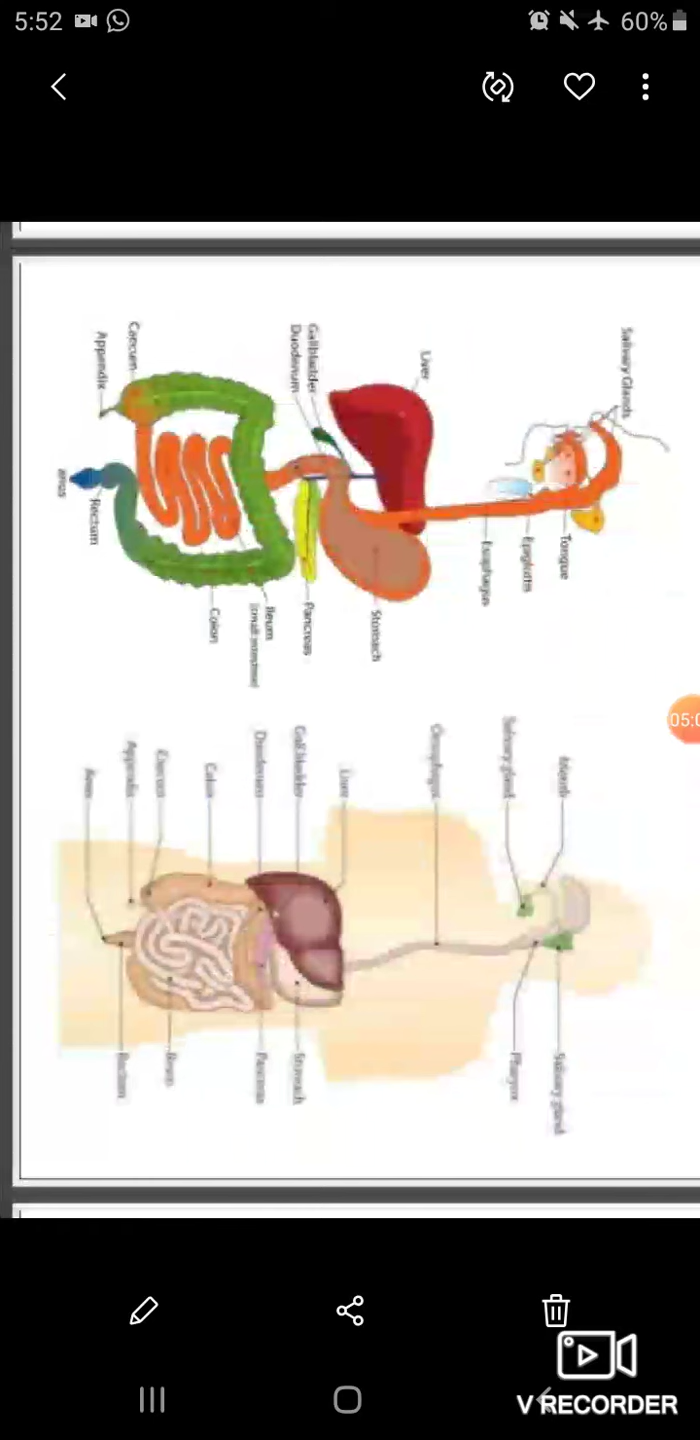 5:52
60%
Salivary Glands
Tongue
Epiglottis
Esophagus
Liver
Stomach
Gallbladder
Duodenum
Pancreas
Ileum
(small intestine)
Colon
Caecum
Appendix
Rectum
anus
Mouth
Salivary gland
Salivary gland
Pharynx
Oesophagus
Liver
Stomach
Gall bladder
Duodenum
Pancreas
Colon
Ileum
Appendix
Rectum
Anus
05:0
V RECORDER